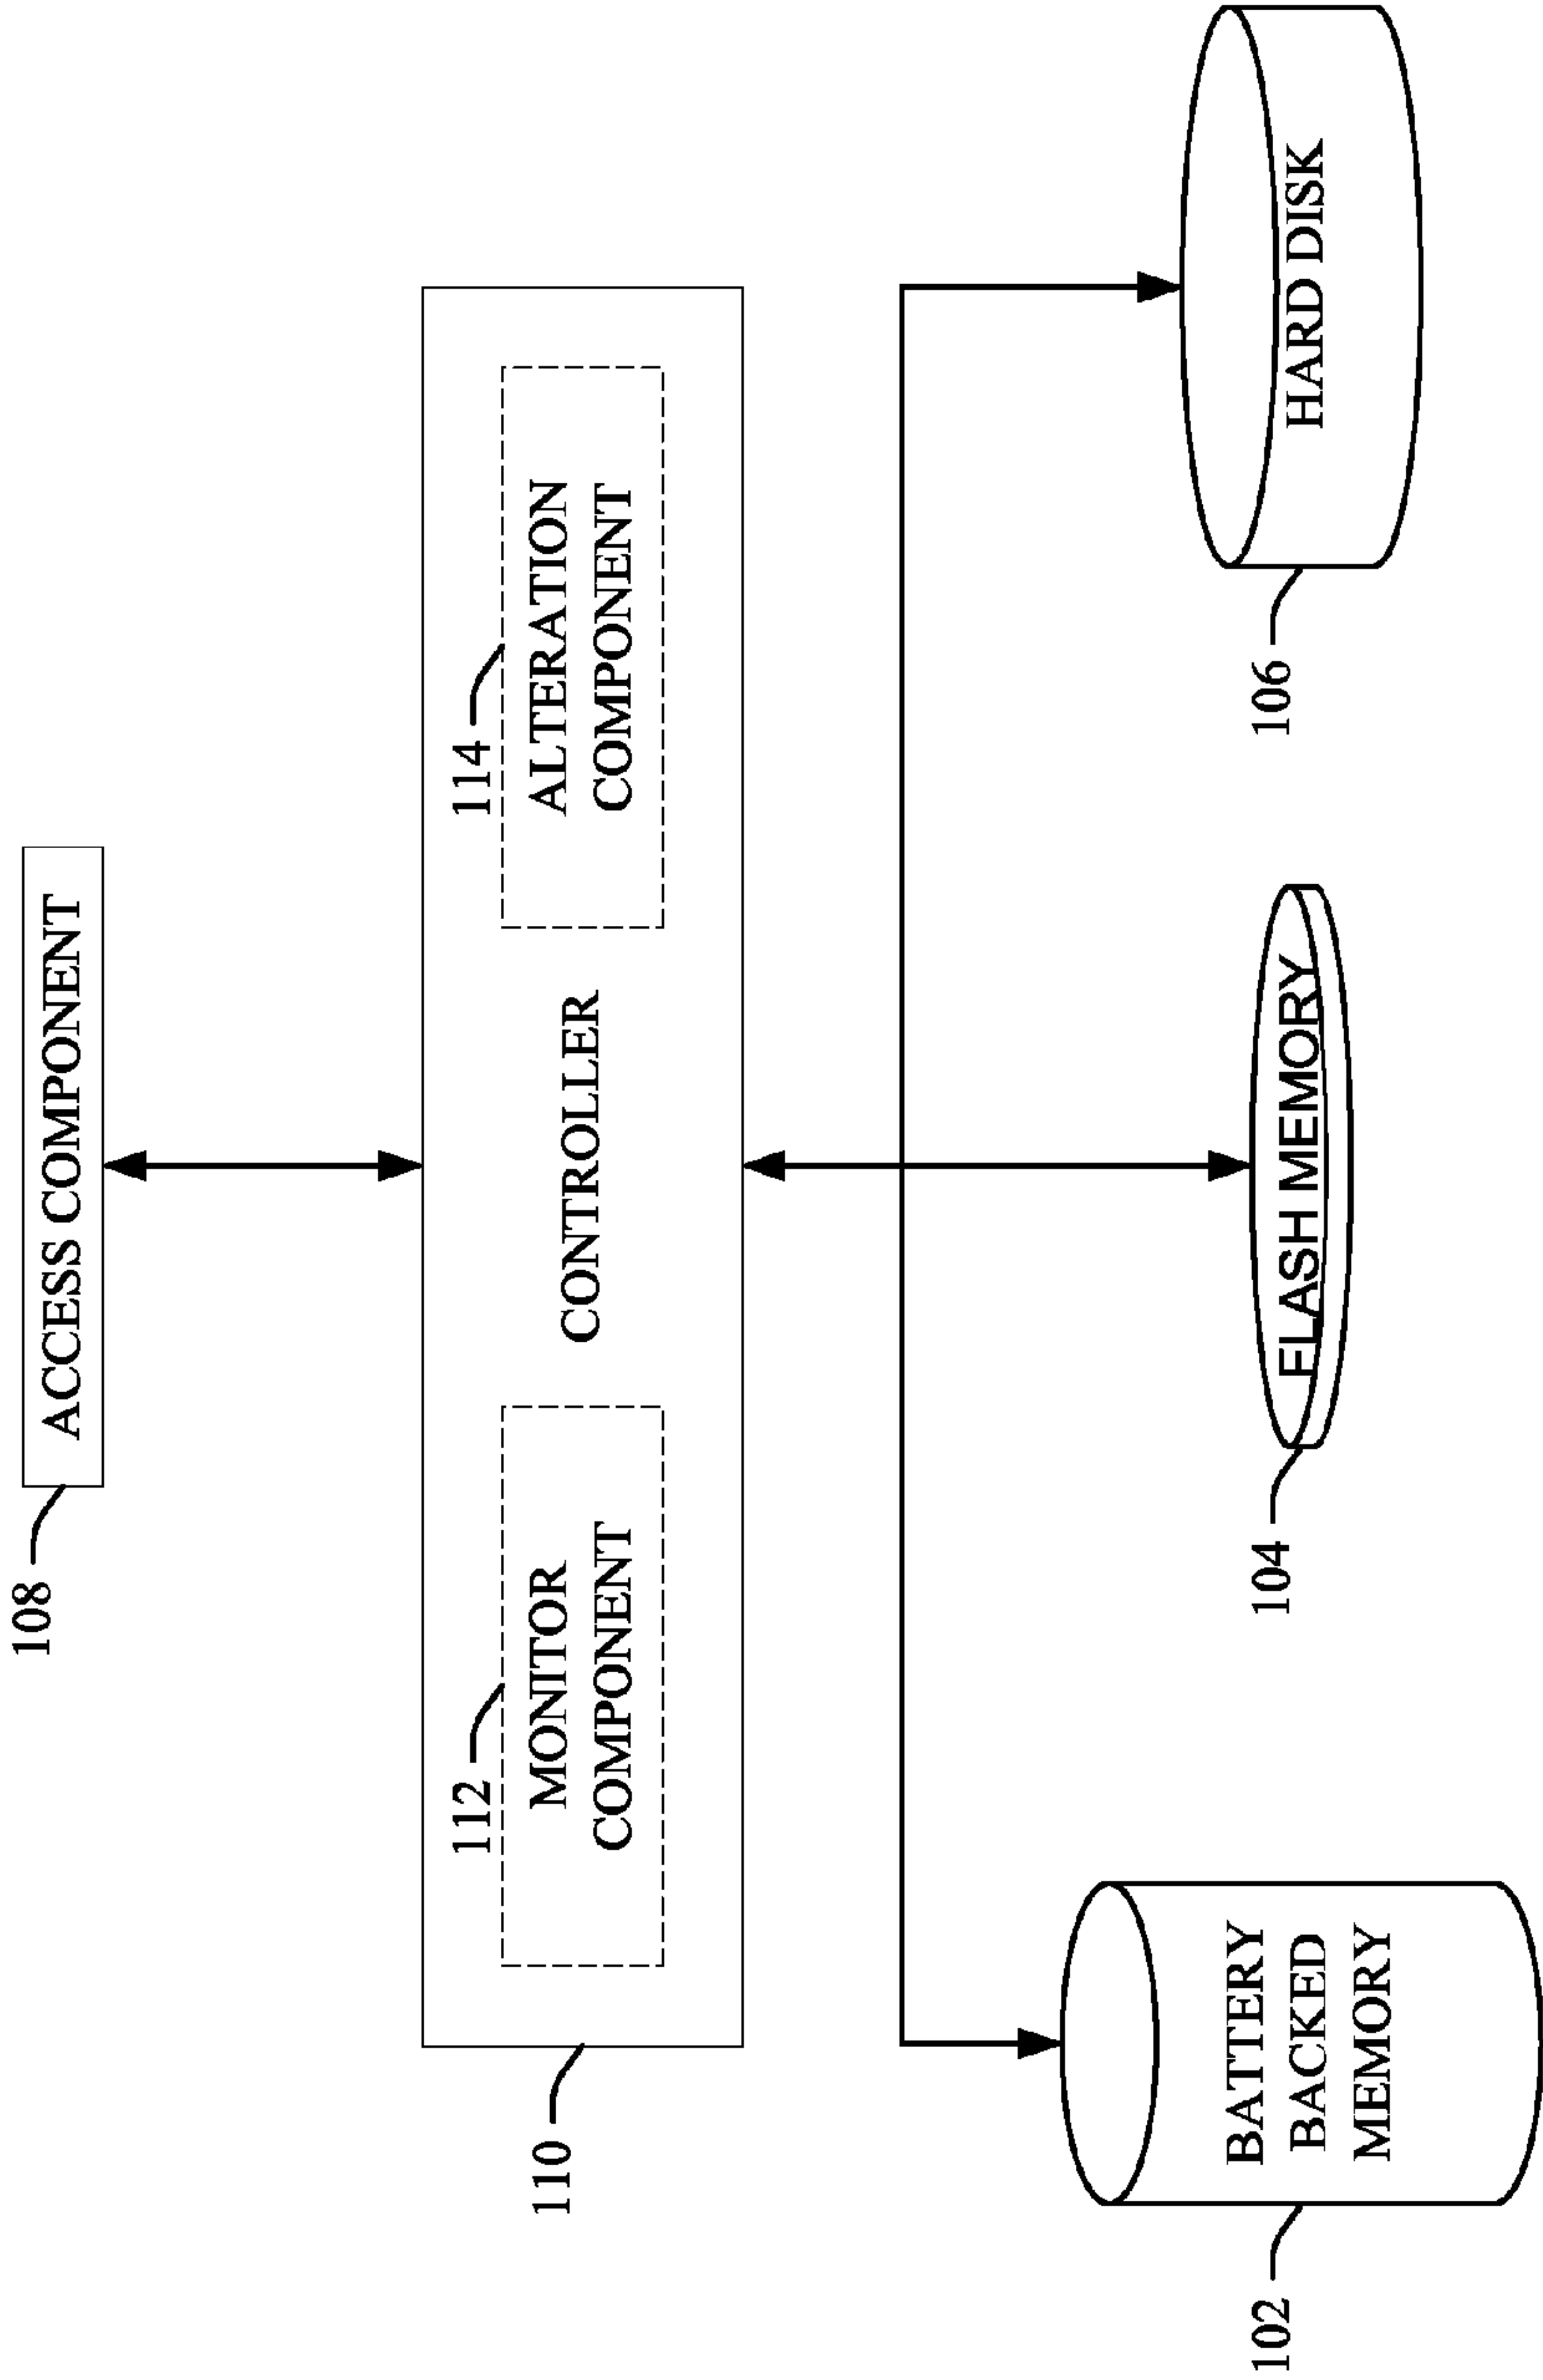 108
ACCESS COMPONENT
110
112
MONITOR
COMPONENT
CONTROLLER
114
ALTERATION
COMPONENT
102
BATTERY
BACKED
MEMORY
104
FLASH MEMORY
106
HARD DISK